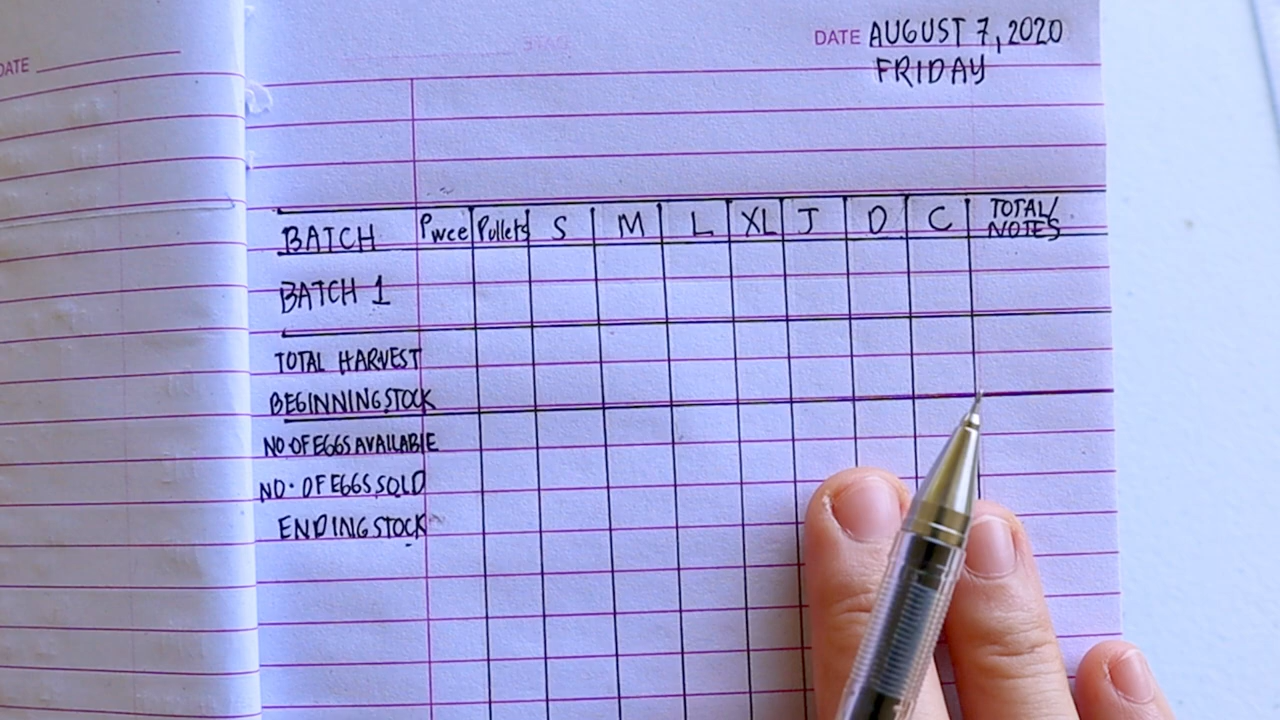 DATE
DATE AUGUST 7, 2020
FRIDAY
BATCH Pwee Pullets S M L XL J D C TOTAL/
NOTES
BATCH 1
TOTAL HARVEST
BEGINNING STOCK
NO OF EGGS AVAILABLE
NO. OF EGGS SOLD
ENDING STOCK